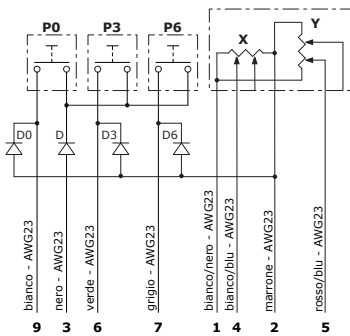 P0 P3 P6
X Y
D0 D D3 D6
bianco - AWG23
nero - AWG23
verde - AWG23
grigio - AWG23
bianco/nero - AWG23
bianco/blu - AWG23
marrone - AWG23
rosso/blu - AWG23
9 3 6 7 1 4 2 5